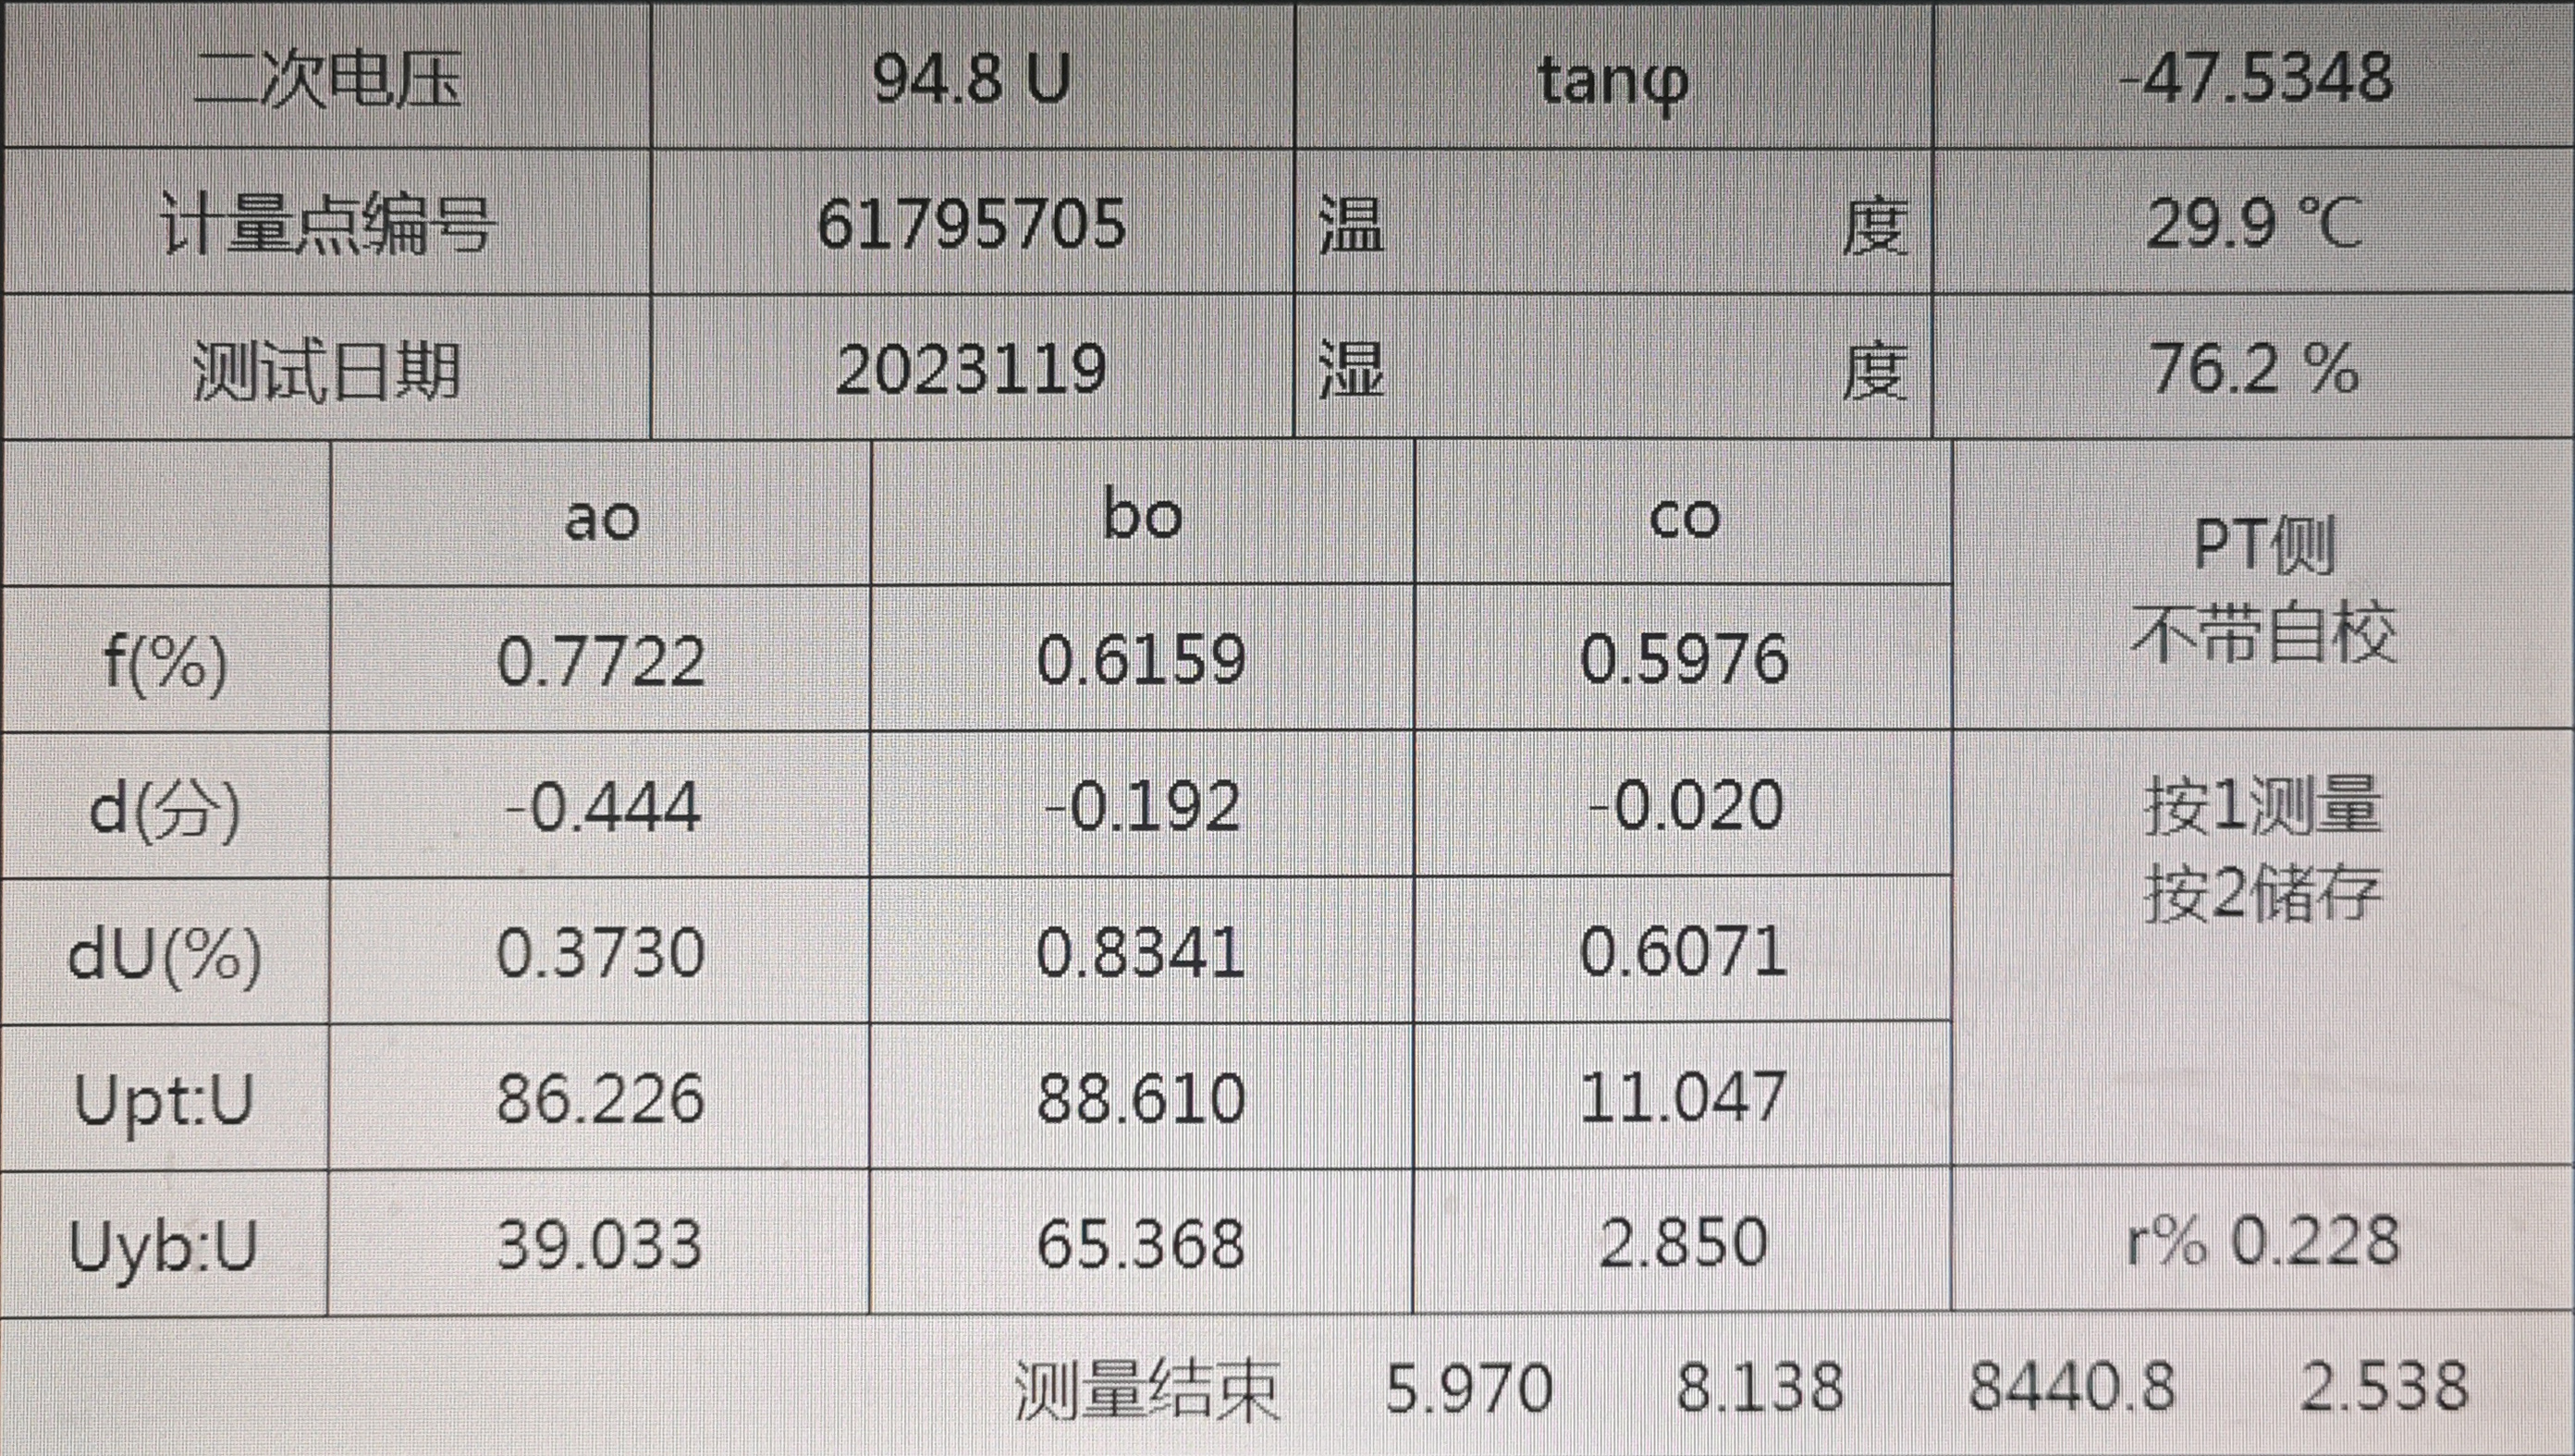 二次电压 94.8 U tanφ -47.5348
计量点编号 61795705 温 度 29.9 ℃
测试日期 2023119 湿 度 76.2 %
ao bo co PT侧
不带自校
f(%) 0.7722 0.6159 0.5976
d(分) -0.444 -0.192 -0.020 按1测量
按2储存
dU(%) 0.3730 0.8341 0.6071
Upt:U 86.226 88.610 11.047
Uyb:U 39.033 65.368 2.850 r% 0.228
测量结束 5.970 8.138 8440.8 2.538